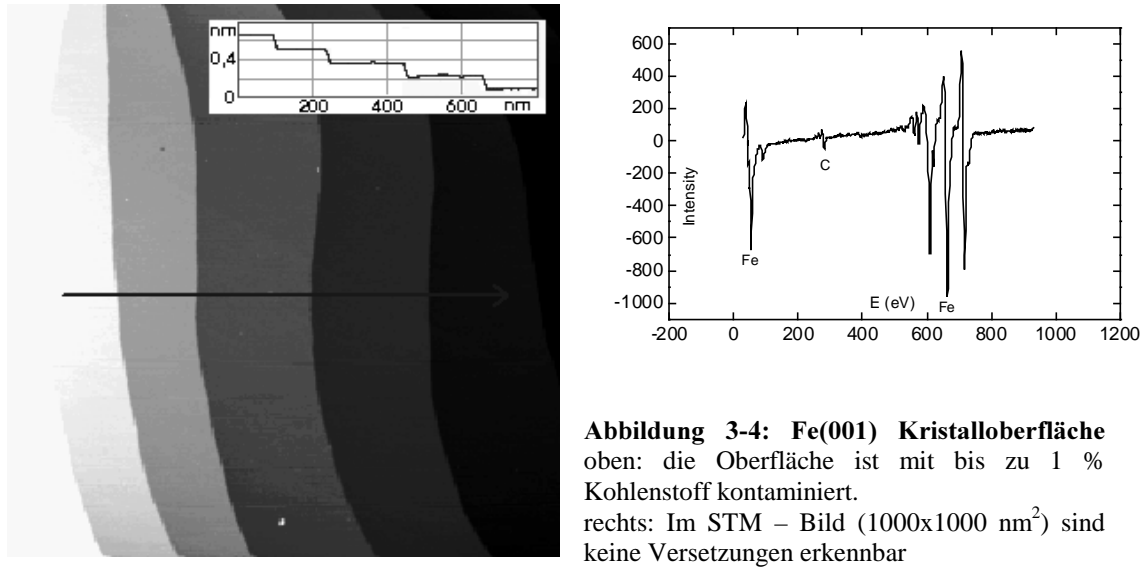 nm
0,4
0
200
400
600
nm
600
400
200
0
-200
-400
-600
-800
-1000
Intensity
Fe
C
E (eV)
Fe
-200
0
200
400
600
800
1000
1200
Abbildung 3-4: Fe(001) Kristalloberfläche
oben: die Oberfläche ist mit bis zu 1 %
Kohlenstoff kontaminiert.
rechts: Im STM – Bild (1000x1000 nm²) sind
keine Versetzungen erkennbar